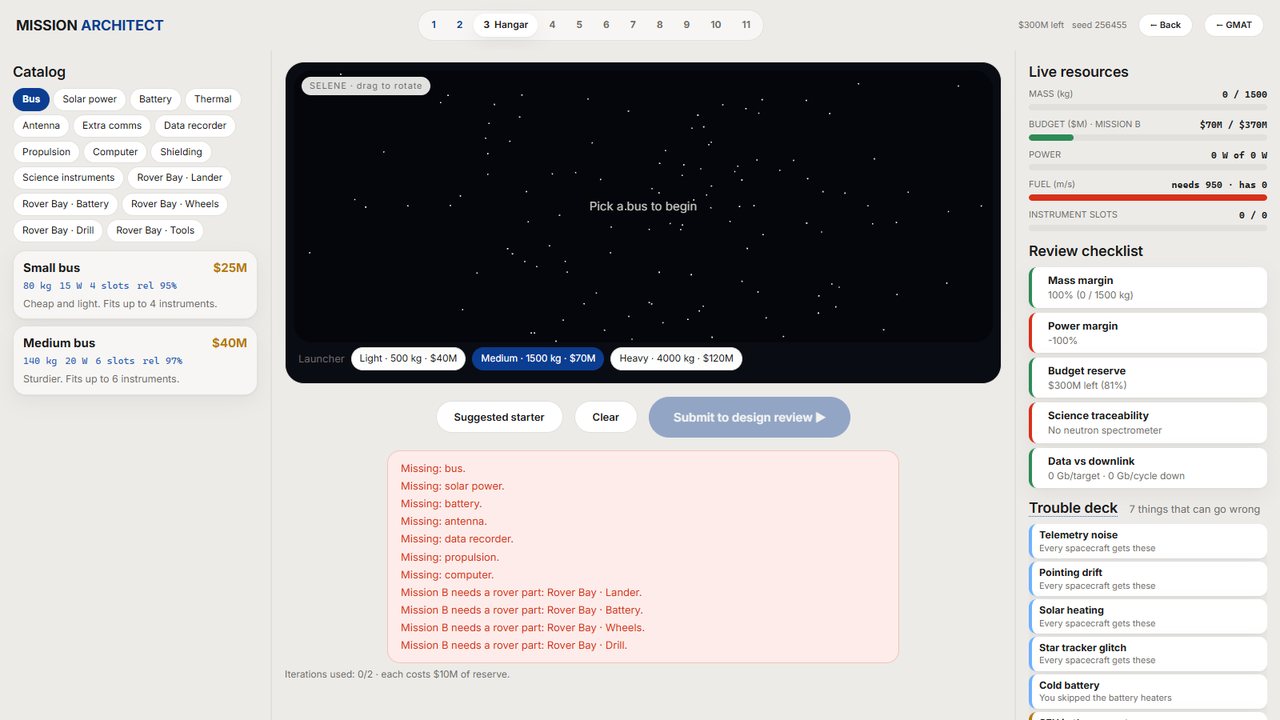 MISSION ARCHITECT
1 2 3 Hangar 4 5 6 7 8 9 10 11
$300M left seed 256455 ← Back ← GMAT
Catalog
Bus Solar power Battery Thermal
Antenna Extra comms Data recorder
Propulsion Computer Shielding
Science instruments Rover Bay · Lander
Rover Bay · Battery Rover Bay · Wheels
Rover Bay · Drill Rover Bay · Tools
Small bus $25M
80 kg 15 W 4 slots rel 95%
Cheap and light. Fits up to 4 instruments.
Medium bus $40M
140 kg 20 W 6 slots rel 97%
Sturdier. Fits up to 6 instruments.
SELENE · drag to rotate
Pick a bus to begin
Launcher Light · 500 kg · $40M Medium · 1500 kg · $70M Heavy · 4000 kg · $120M
Suggested starter Clear Submit to design review ▶
Missing: bus.
Missing: solar power.
Missing: battery.
Missing: antenna.
Missing: data recorder.
Missing: propulsion.
Missing: computer.
Mission B needs a rover part: Rover Bay · Lander.
Mission B needs a rover part: Rover Bay · Battery.
Mission B needs a rover part: Rover Bay · Wheels.
Mission B needs a rover part: Rover Bay · Drill.
Iterations used: 0/2 · each costs $10M of reserve.
Live resources
MASS (kg) 0 / 1500
BUDGET ($M) · MISSION B $70M / $370M
POWER 0 W of 0 W
FUEL (m/s) needs 950 · has 0
INSTRUMENT SLOTS 0 / 0
Review checklist
Mass margin
100% (0 / 1500 kg)
Power margin
-100%
Budget reserve
$300M left (81%)
Science traceability
No neutron spectrometer
Data vs downlink
0 Gb/target · 0 Gb/cycle down
Trouble deck 7 things that can go wrong
Telemetry noise
Every spacecraft gets these
Pointing drift
Every spacecraft gets these
Solar heating
Every spacecraft gets these
Star tracker glitch
Every spacecraft gets these
Cold battery
You skipped the battery heaters